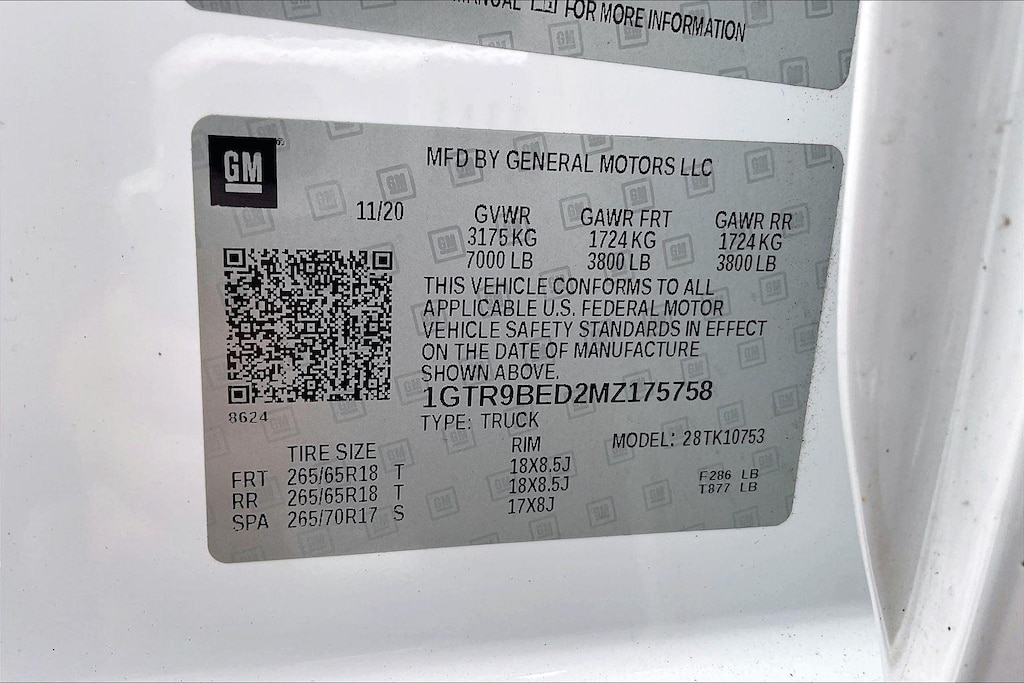 MANUAL FOR MORE INFORMATION
GM
MFD BY GENERAL MOTORS LLC
11/20
GVWR GAWR FRT GAWR RR
3175 KG 1724 KG 1724 KG
7000 LB 3800 LB 3800 LB
THIS VEHICLE CONFORMS TO ALL
APPLICABLE U.S. FEDERAL MOTOR
VEHICLE SAFETY STANDARDS IN EFFECT
ON THE DATE OF MANUFACTURE
SHOWN ABOVE.
1GTR9BED2MZ175758
8624
TYPE: TRUCK
TIRE SIZE RIM MODEL: 28TK10753
FRT 265/65R18 T 18X8.5J F286 LB
RR 265/65R18 T 18X8.5J T877 LB
SPA 265/70R17 S 17X8J